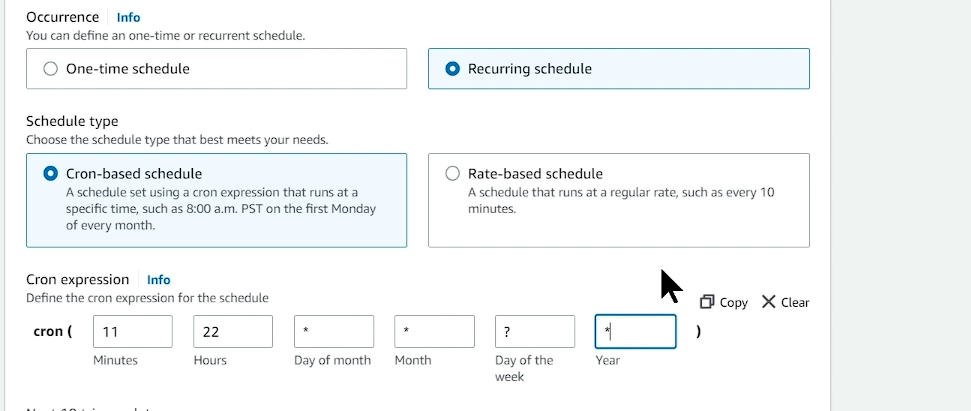 Occurrence Info
You can define an one-time or recurrent schedule.
One-time schedule
Recurring schedule
Schedule type
Choose the schedule type that best meets your needs.
Cron-based schedule
A schedule set using a cron expression that runs at a
specific time, such as 8:00 a.m. PST on the first Monday
of every month.
Rate-based schedule
A schedule that runs at a regular rate, such as every 10
minutes.
Cron expression Info
Define the cron expression for the schedule
Copy Clear
cron ( 11 22 * * ? * )
Minutes Hours Day of month Month Day of the Year
week